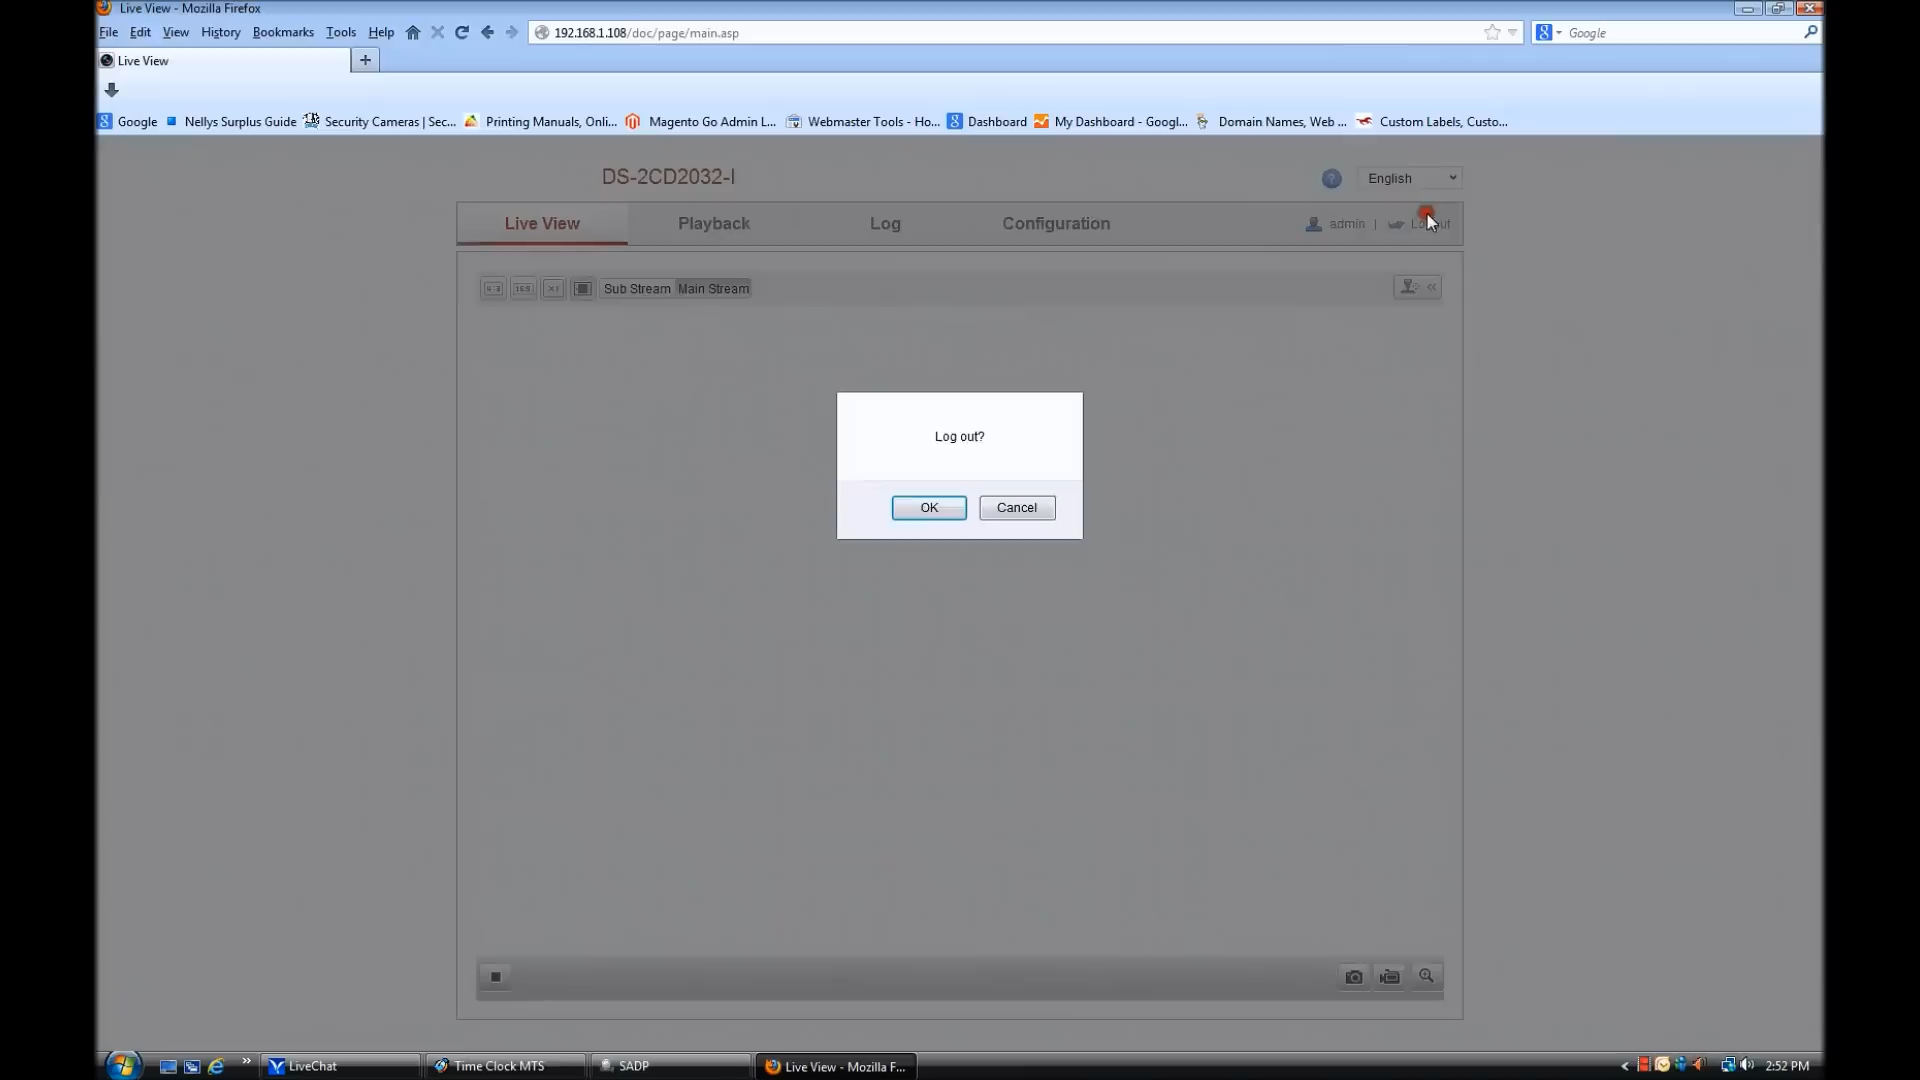 Live View - Mozilla Firefox
File Edit View History Bookmarks Tools Help 192.168.1.108/doc/page/main.asp Google
Live View
Google Nellys Surplus Guide Security Cameras | Sec... Printing Manuals, Onli... Magento Go Admin L... Webmaster Tools - Ho... Dashboard My Dashboard - Googl... Domain Names, Web ... Custom Labels, Custo...
DS-2CD2032-I ? English
Live View Playback Log Configuration admin |
Sub Stream Main Stream
Log out?
OK Cancel
LiveChat Time Clock MTS SADP Live View - Mozilla F... 2:52 PM